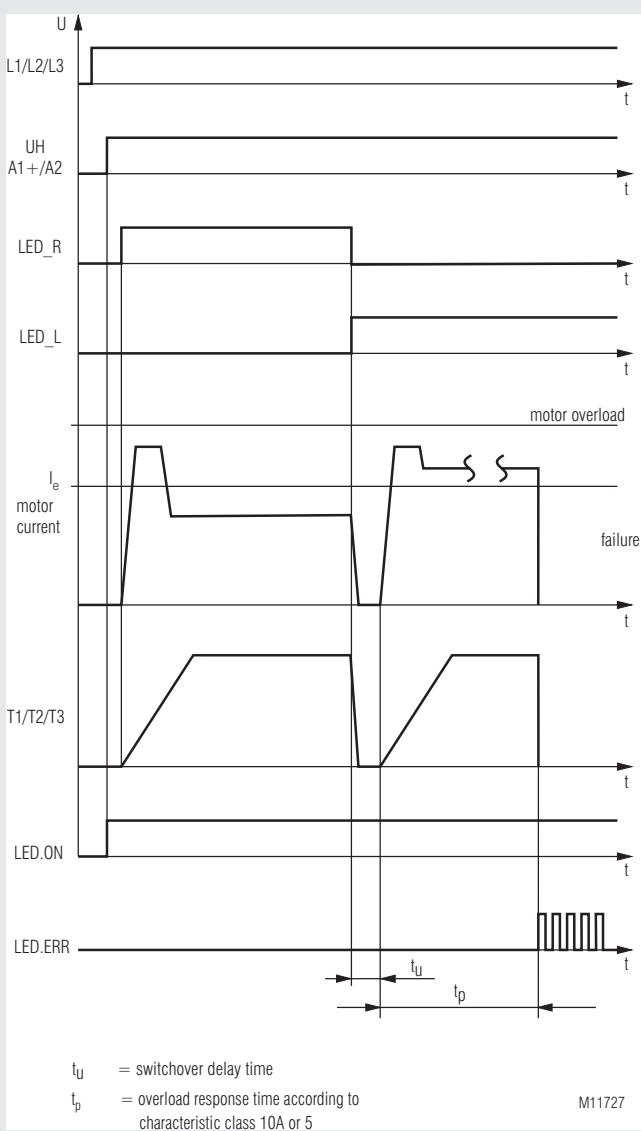 U
L1/L2/L3
t
UH
A1+/A2
t
LED_R
t
LED_L
t
motor overload
Ie
motor
current
failure
t
T1/T2/T3
t
LED.ON
t
LED.ERR
t
tu
tp
tu = switchover delay time
tp = overload response time according to
characteristic class 10A or 5
M11727